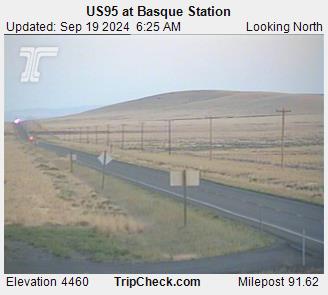 US95 at Basque Station
Updated: Sep 19 2024 6:25 AM Looking North
Elevation 4460 TripCheck.com Milepost 91.62